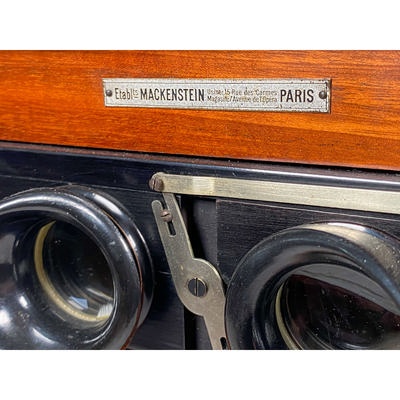 Etablts MACKENSTEIN Usine: 15 Rue des Carmes PARIS
Magasin: Avenue de l'Opéra